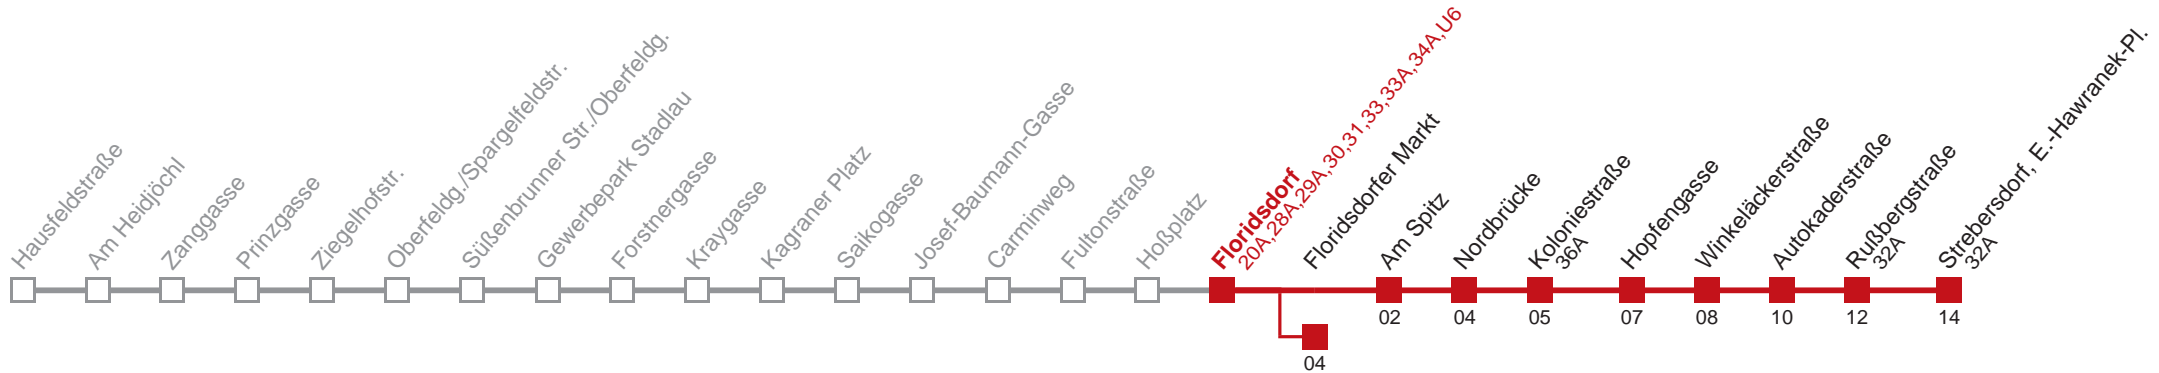 Hausfeldstraße
Am Heidjöchl
Zanggasse
Prinzgasse
Ziegelhofstr.
Oberfeldg./Spargelfeldstr.
Süßenbrunner Str./Oberfeldg.
Gewerbepark Stadlau
Forstnergasse
Kraygasse
Kagraner Platz
Saikogasse
Josef-Baumann-Gasse
Carminweg
Fultonstraße
Hoßplatz
Floridsdorf
20A,28A,29A,30,31,33,33A,34A,U6
Floridsdorfer Markt
Am Spitz
Nordbrücke
Koloniestraße
36A
Hopfengasse
Winkeläckerstraße
Autokaderstraße
Rußbergstraße
32A
Strebersdorf, E.-Hawranek-Pl.
32A
02
04
05
07
08
10
12
14
04